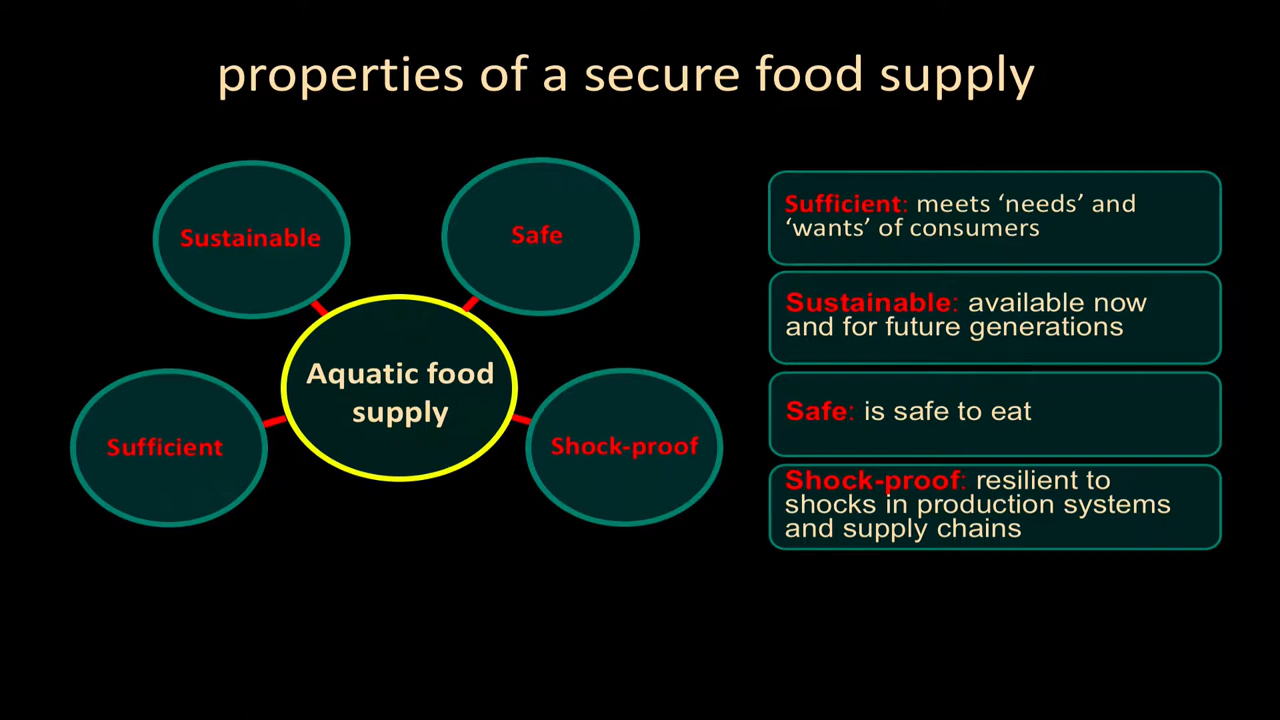 properties of a secure food supply
Sustainable
Safe
Aquatic food
supply
Sufficient
Shock-proof
Sufficient: meets ‘needs’ and
‘wants’ of consumers
Sustainable: available now
and for future generations
Safe: is safe to eat
Shock-proof: resilient to
shocks in production systems
and supply chains